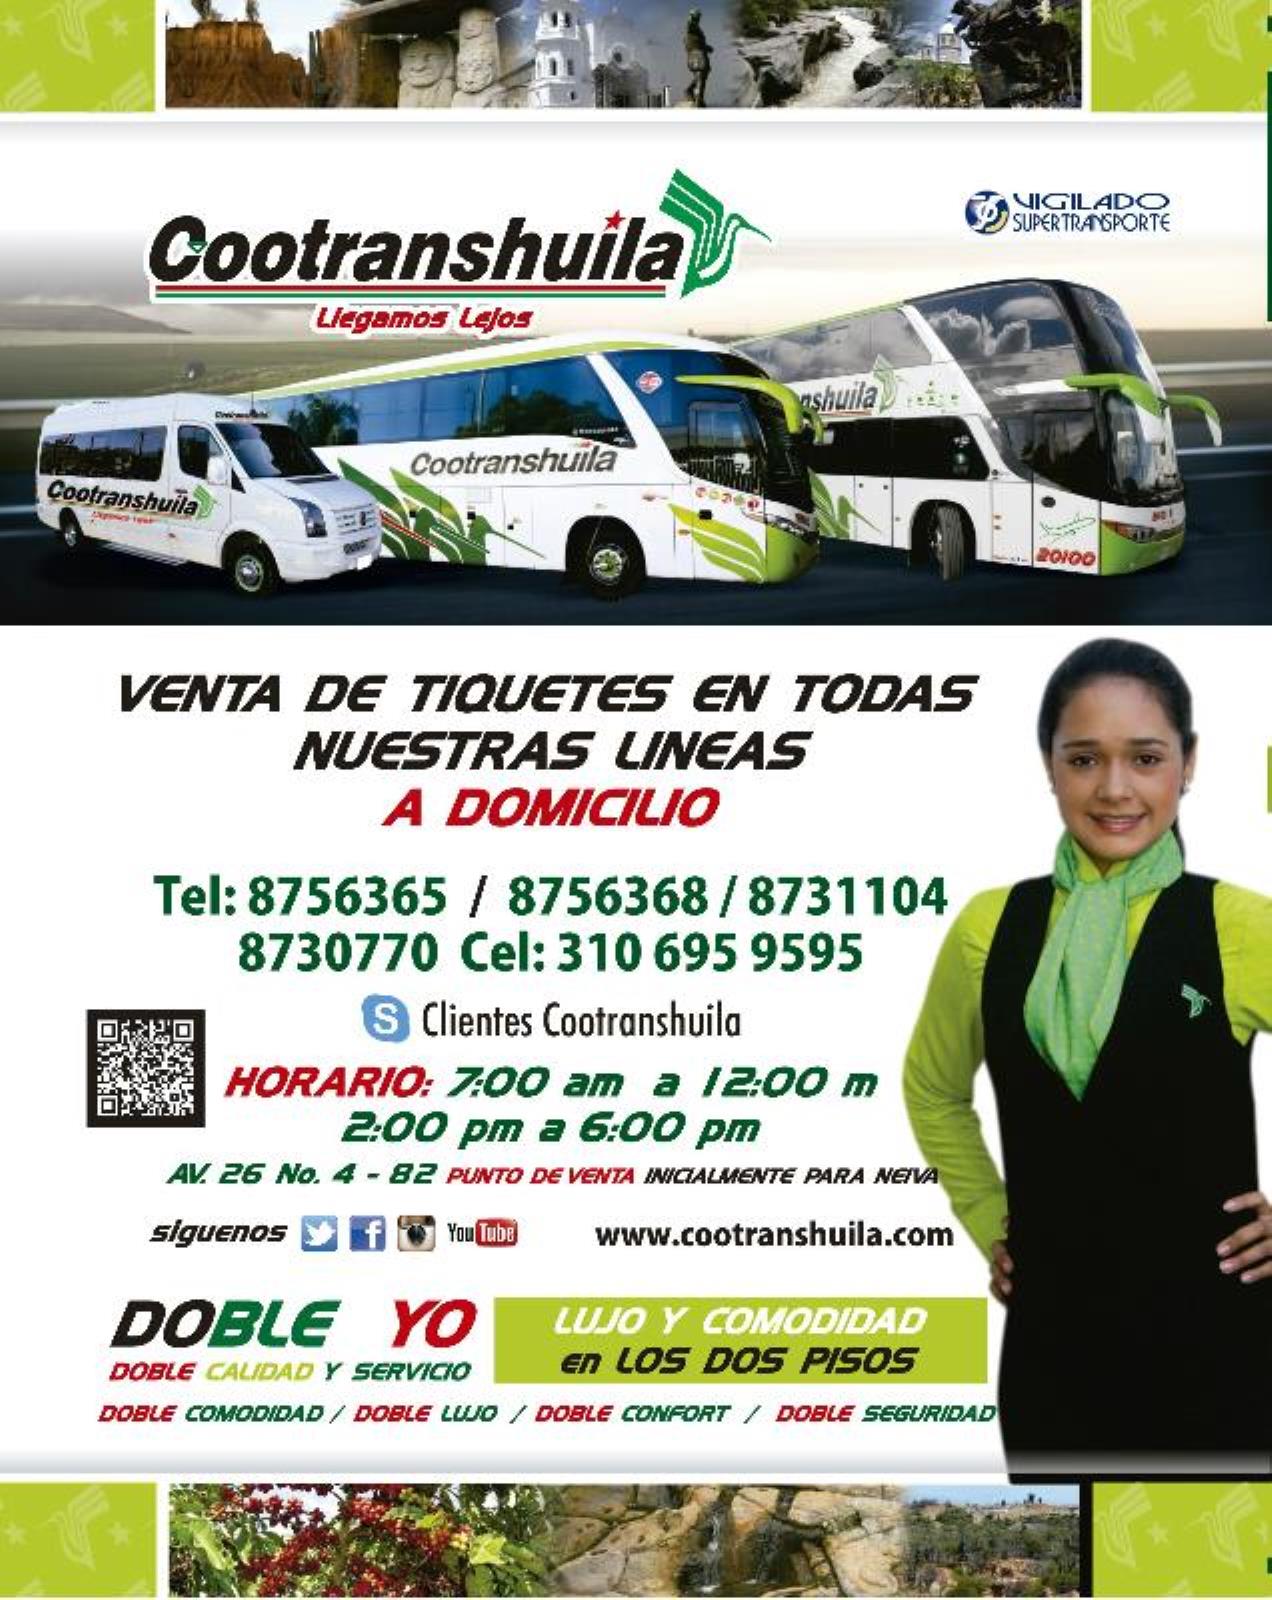 Cootranshuila
Llegamos Lejos
VIGILADO
SUPERTRANSPORTE
Cootranshuila
Llegamos Lejos
Cootranshuila
nshuila
20100
VENTA DE TIQUETES EN TODAS
NUESTRAS LINEAS
A DOMICILIO
Tel: 8756365 / 8756368 / 8731104
8730770 Cel: 310 695 9595
Clientes Cootranshuila
HORARIO: 7:00 am a 12:00 m
2:00 pm a 6:00 pm
AV. 26 No. 4 - 82 PUNTO DE VENTA INICIALMENTE PARA NEIVA
siguenos YouTube www.cootranshuila.com
DOBLE YO
DOBLE CALIDAD Y SERVICIO
LUJO Y COMODIDAD
en LOS DOS PISOS
DOBLE COMODIDAD / DOBLE LUJO / DOBLE CONFORT / DOBLE SEGURIDAD